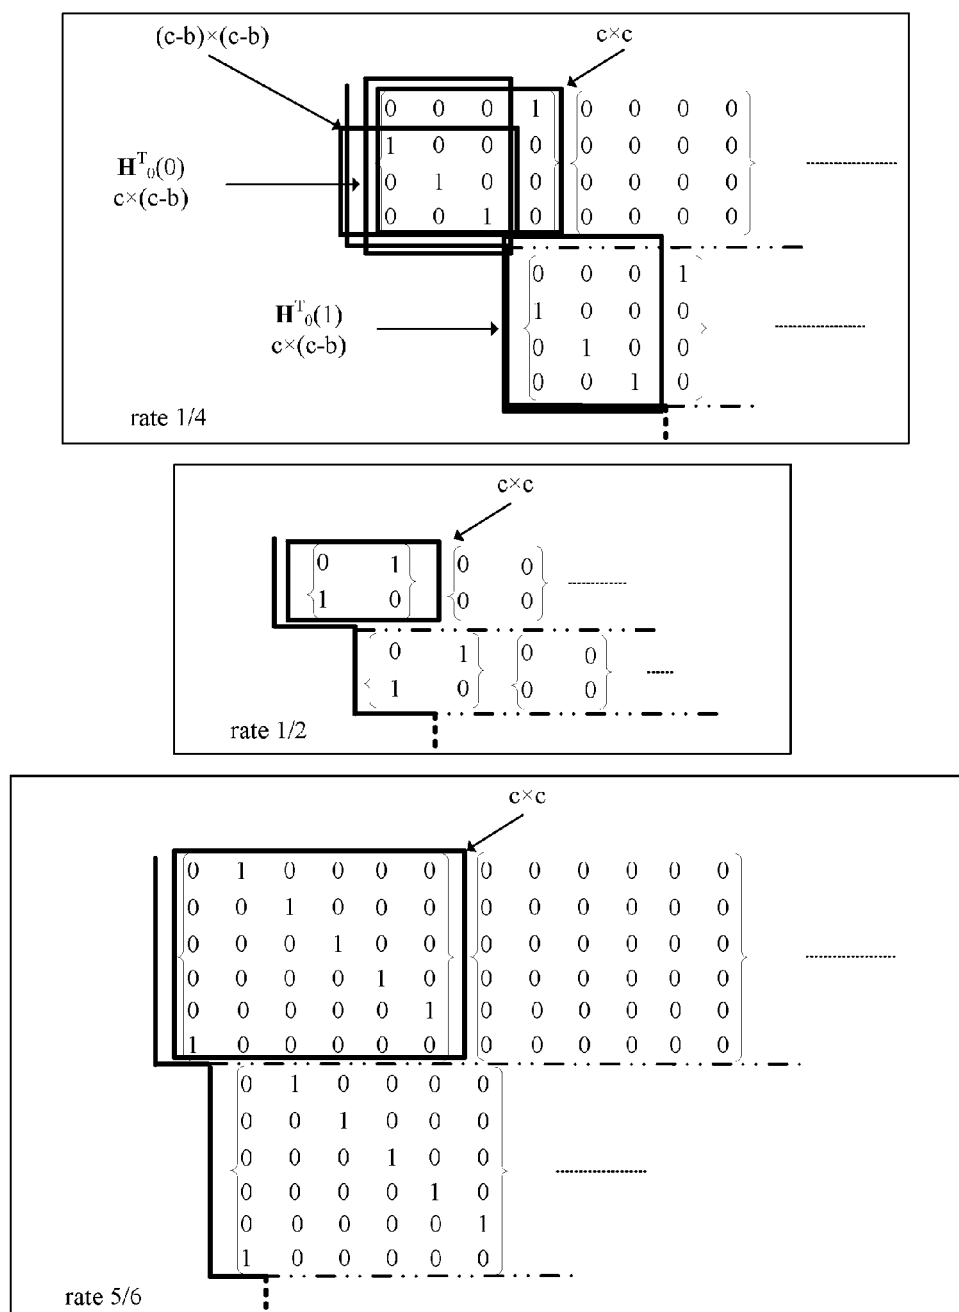 (c-b)×(c-b)
c×c
0 0 0 1 0 0 0 0
1 0 0 0 0 0 0 0
0 1 0 0 0 0 0 0
0 0 1 0 0 0 0 0
H^T_0(0)
c×(c-b)
0 0 0 1
1 0 0 0
0 1 0 0
0 0 1 0
H^T_0(1)
c×(c-b)
rate 1/4
c×c
0 1 0 0
1 0 0 0
0 1 0 0
1 0 0 0
rate 1/2
c×c
0 1 0 0 0 0 0 0 0 0 0 0
0 0 1 0 0 0 0 0 0 0 0 0
0 0 0 1 0 0 0 0 0 0 0 0
0 0 0 0 1 0 0 0 0 0 0 0
0 0 0 0 0 1 0 0 0 0 0 0
1 0 0 0 0 0 0 0 0 0 0 0
0 1 0 0 0 0
0 0 1 0 0 0
0 0 0 1 0 0
0 0 0 0 1 0
0 0 0 0 0 1
1 0 0 0 0 0
rate 5/6